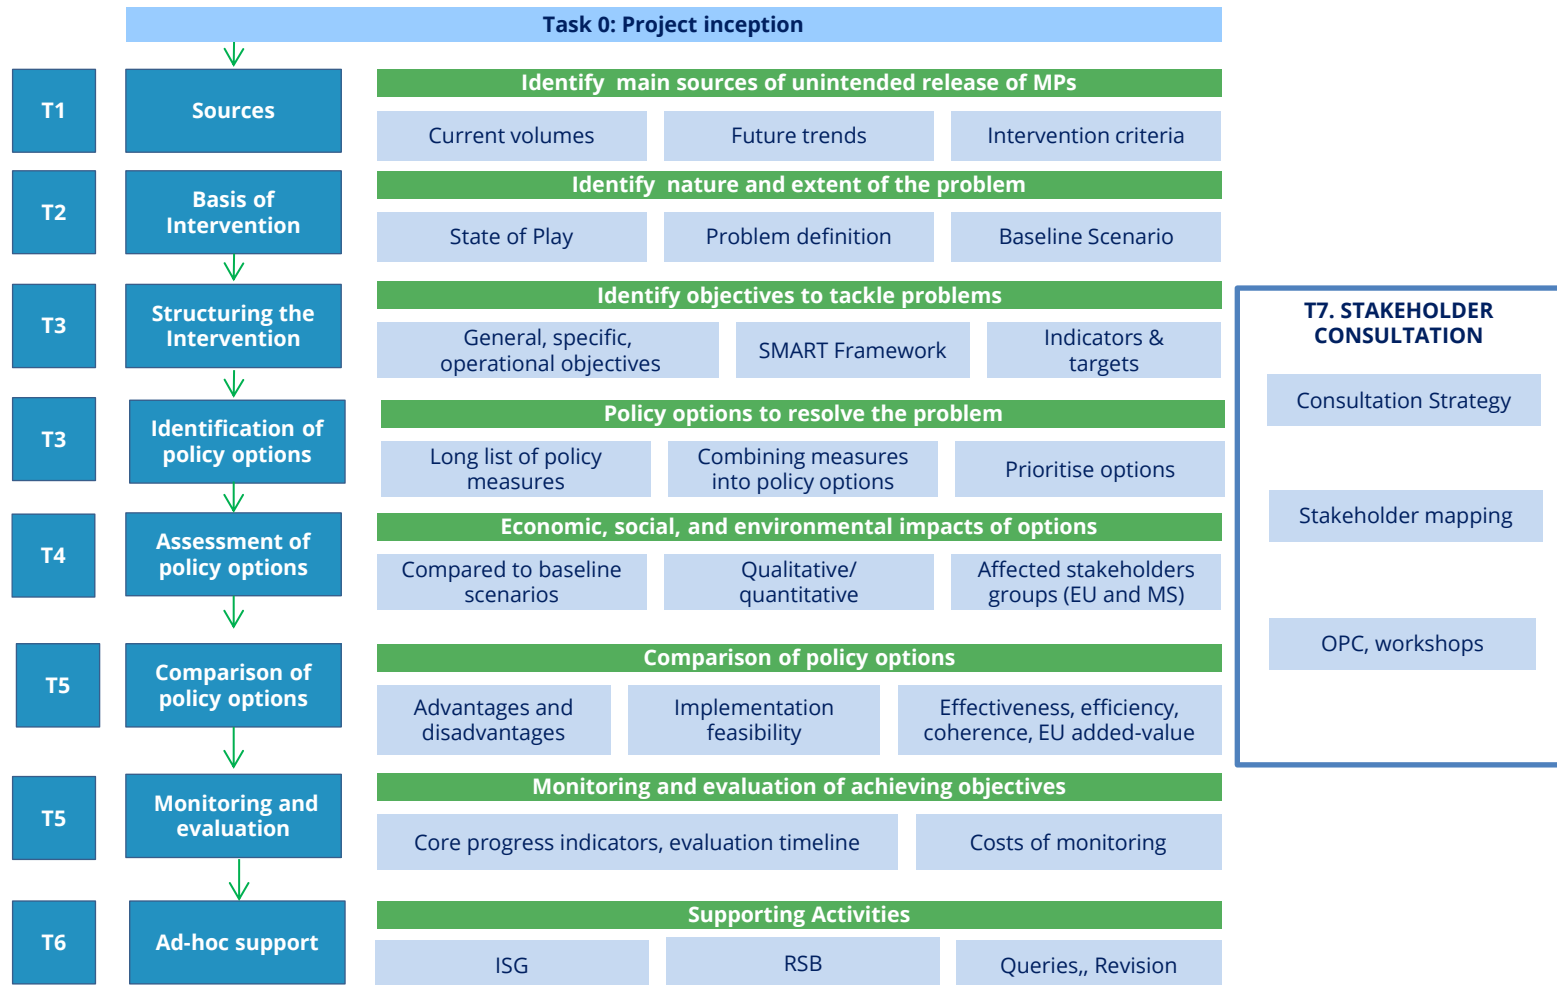 Task 0: Project inception
T1
Sources
Identify  main sources of unintended release of MPs
Current volumes
Future trends
Intervention criteria
T2
Basis of
Intervention
Identify  nature and extent of the problem
State of Play
Problem definition
Baseline Scenario
T3
Structuring the
Intervention
Identify objectives to tackle problems
General, specific,
operational objectives
SMART Framework
Indicators &
targets
T3
Identification of
policy options
Policy options to resolve the problem
Long list of policy
measures
Combining measures
into policy options
Prioritise options
T4
Assessment of
policy options
Economic, social, and environmental impacts of options
Compared to baseline
scenarios
Qualitative/
quantitative
Affected stakeholders
groups (EU and MS)
T5
Comparison of
policy options
Comparison of policy options
Advantages and
disadvantages
Implementation
feasibility
Effectiveness, efficiency,
coherence, EU added-value
T5
Monitoring and
evaluation
Monitoring and evaluation of achieving objectives
Core progress indicators, evaluation timeline
Costs of monitoring
T6
Ad-hoc support
Supporting Activities
ISG
RSB
Queries,, Revision
T7. STAKEHOLDER
CONSULTATION
Consultation Strategy
Stakeholder mapping
OPC, workshops